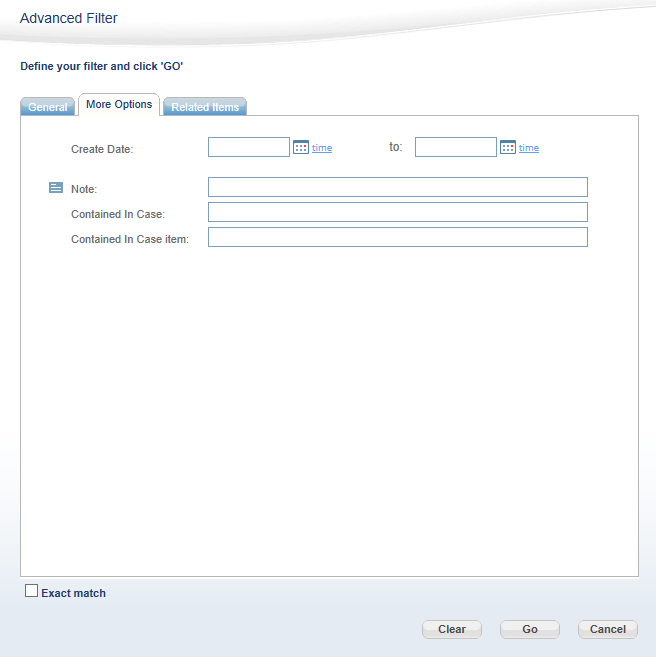 Advanced Filter
Define your filter and click 'GO'
General More Options Related Items
Create Date: time to: time
Note:
Contained In Case:
Contained In Case item:
Exact match
Clear Go Cancel